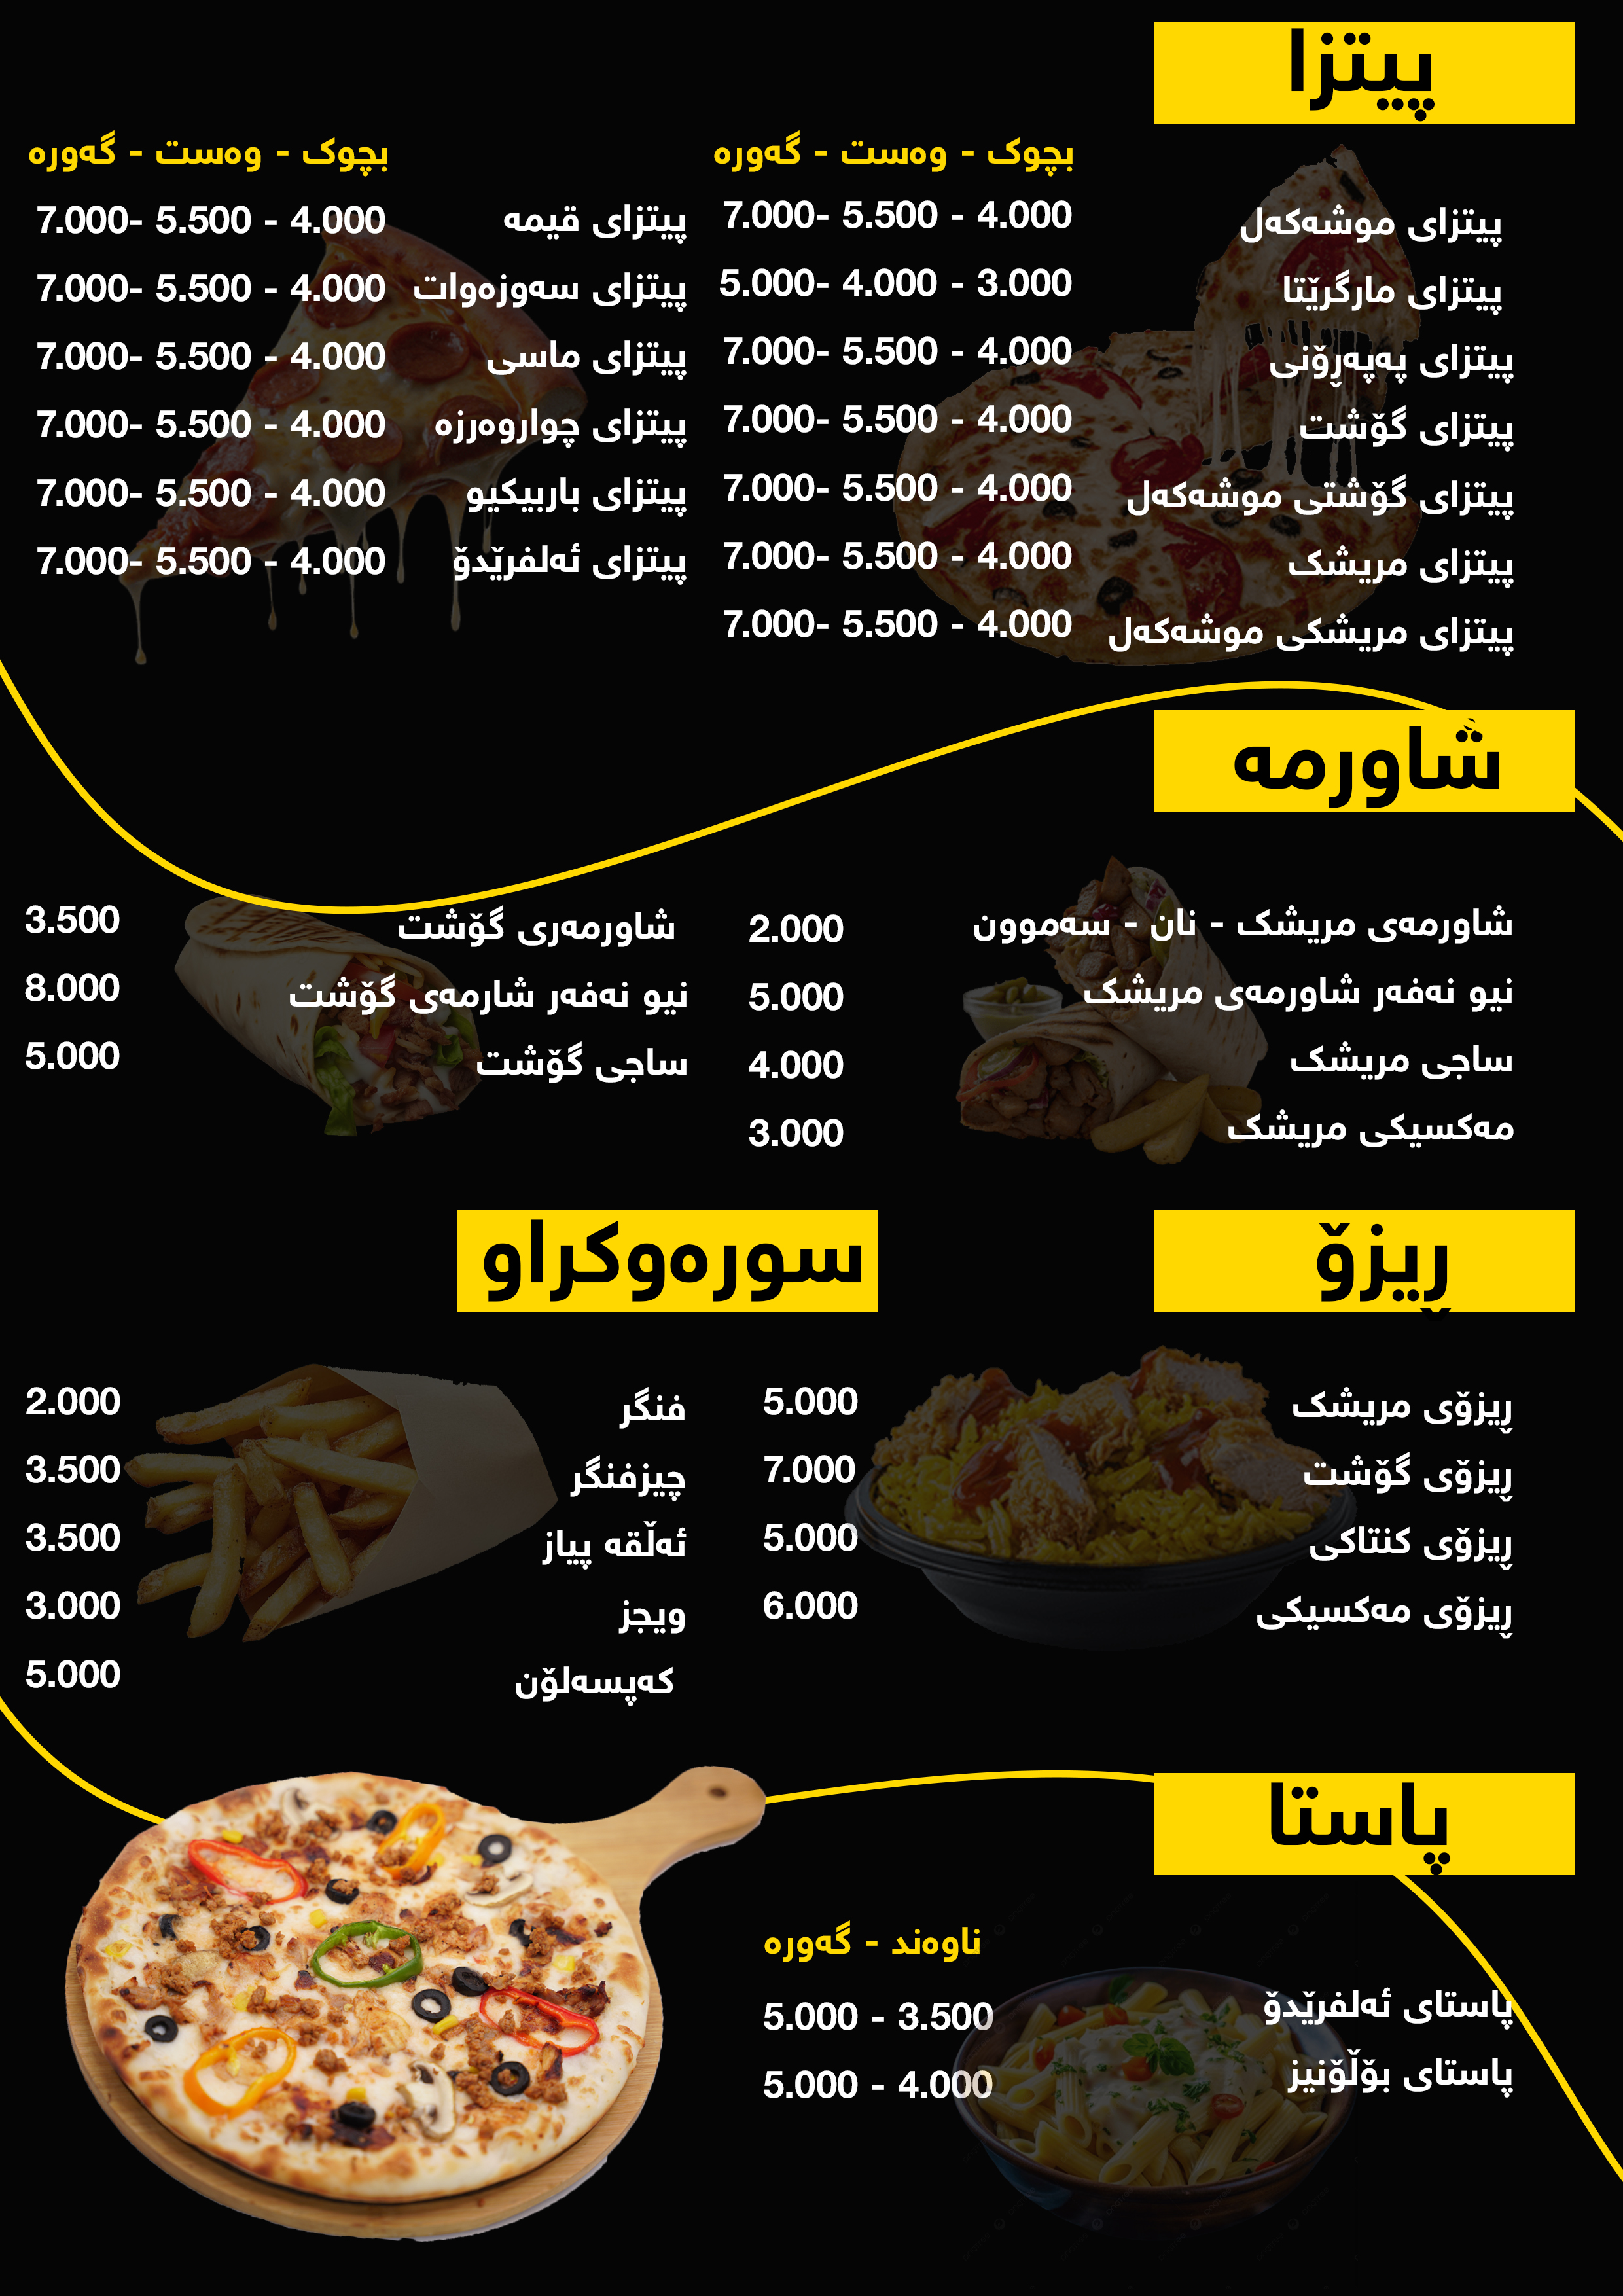 پیتزا
بچوک - وەست - گەورە
پیتزای موشەکەل 4.000 - 5.500 -7.000
پیتزای مارگرێتا 3.000 - 4.000 -5.000
پیتزای پەپەڕۆنی 4.000 - 5.500 -7.000
پیتزای گۆشت 4.000 - 5.500 -7.000
پیتزای گۆشتی موشەکەل 4.000 - 5.500 -7.000
پیتزای مریشک 4.000 - 5.500 -7.000
پیتزای مریشکی موشەکەل 4.000 - 5.500 -7.000
بچوک - وەست - گەورە
پیتزای قیمە 4.000 - 5.500 -7.000
پیتزای سەوزەوات 4.000 - 5.500 -7.000
پیتزای ماسی 4.000 - 5.500 -7.000
پیتزای چواروەرزە 4.000 - 5.500 -7.000
پیتزای باربیکیو 4.000 - 5.500 -7.000
پیتزای ئەلفرێدۆ 4.000 - 5.500 -7.000
شاورمە
شاورمەی مریشک - نان - سەموون 2.000
نیو نەفەر شاورمەی مریشک 5.000
ساجی مریشک 4.000
مەکسیکی مریشک 3.000
شاورمەری گۆشت 3.500
نیو نەفەر شارمەی گۆشت 8.000
ساجی گۆشت 5.000
ڕیزۆ
ڕیزۆی مریشک 5.000
ڕیزۆی گۆشت 7.000
ڕیزۆی کنتاکی 5.000
ڕیزۆی مەکسیکی 6.000
سورەوکراو
فنگر 2.000
چیزفنگر 3.500
ئەڵقە پیاز 3.500
ویجز 3.000
کەپسەلۆن 5.000
پاستا
ناوەند - گەورە
پاستای ئەلفرێدۆ 3.500 - 5.000
پاستای بۆڵۆنیز 4.000 - 5.000